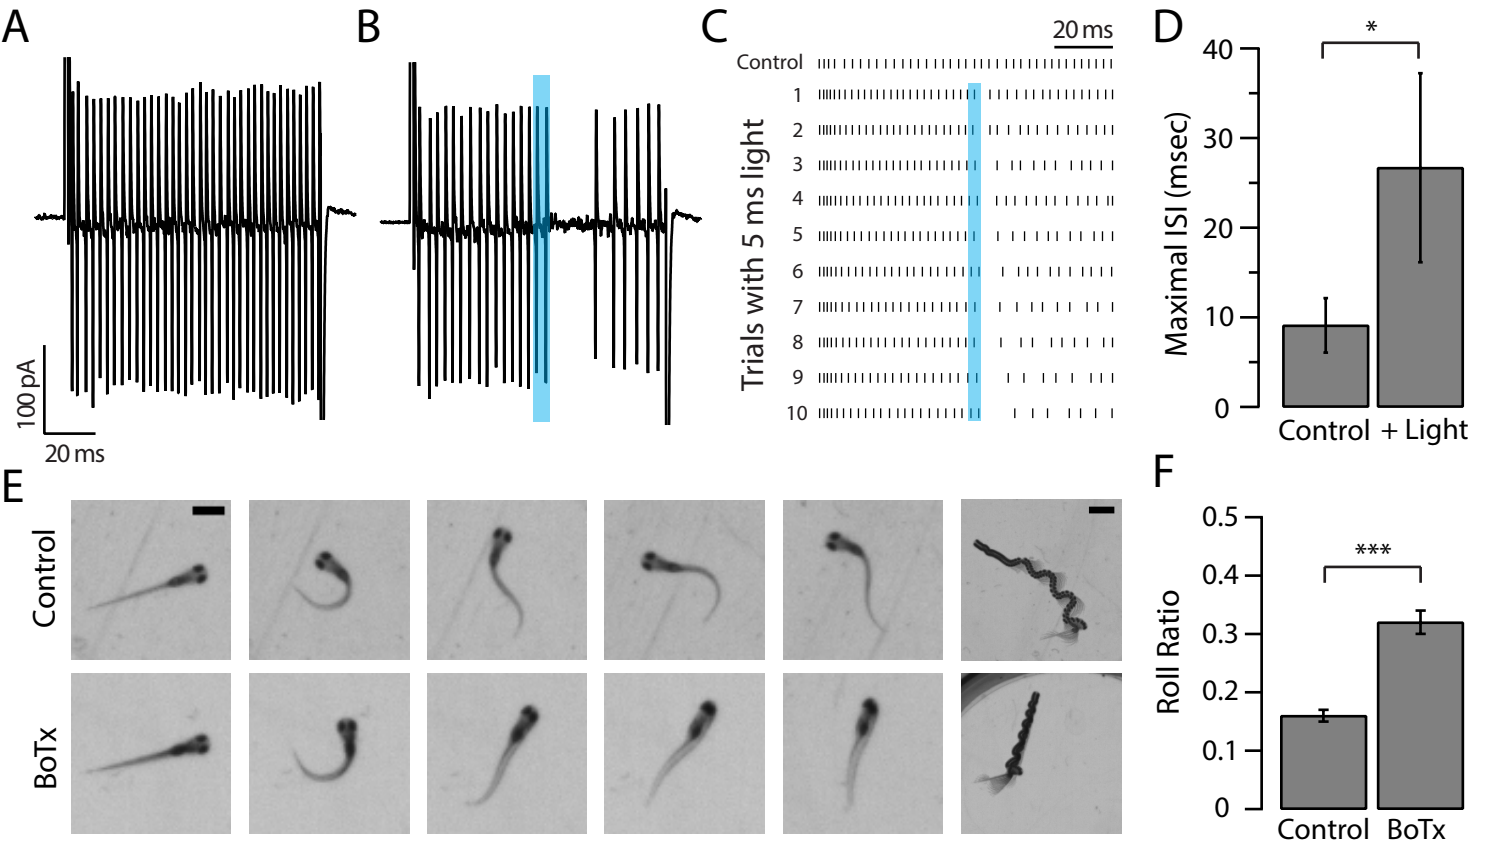 A
100 pA
20 ms
B
C
20 ms
Control
Trials with 5 ms light
1
2
3
4
5
6
7
8
9
10
D
*
Maximal ISI (msec)
40
30
20
10
0
Control + Light
E
Control
BoTx
F
***
Roll Ratio
0.5
0.4
0.3
0.2
0.1
0
Control BoTx